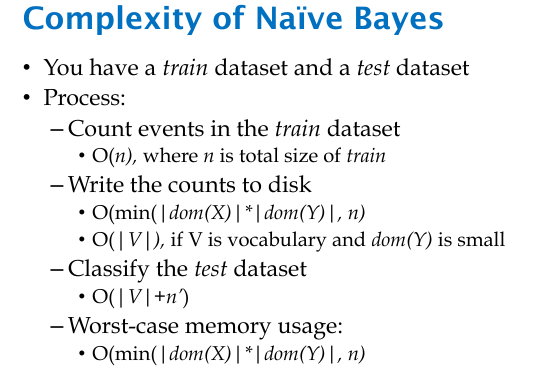 Complexity of Naïve Bayes
• You have a train dataset and a test dataset
• Process:
– Count events in the train dataset
• O(n), where n is total size of train
– Write the counts to disk
• O(min(|dom(X)|*|dom(Y)|, n)
• O(|V|), if V is vocabulary and dom(Y) is small
– Classify the test dataset
• O(|V|+n’)
– Worst-case memory usage:
• O(min(|dom(X)|*|dom(Y)|, n)